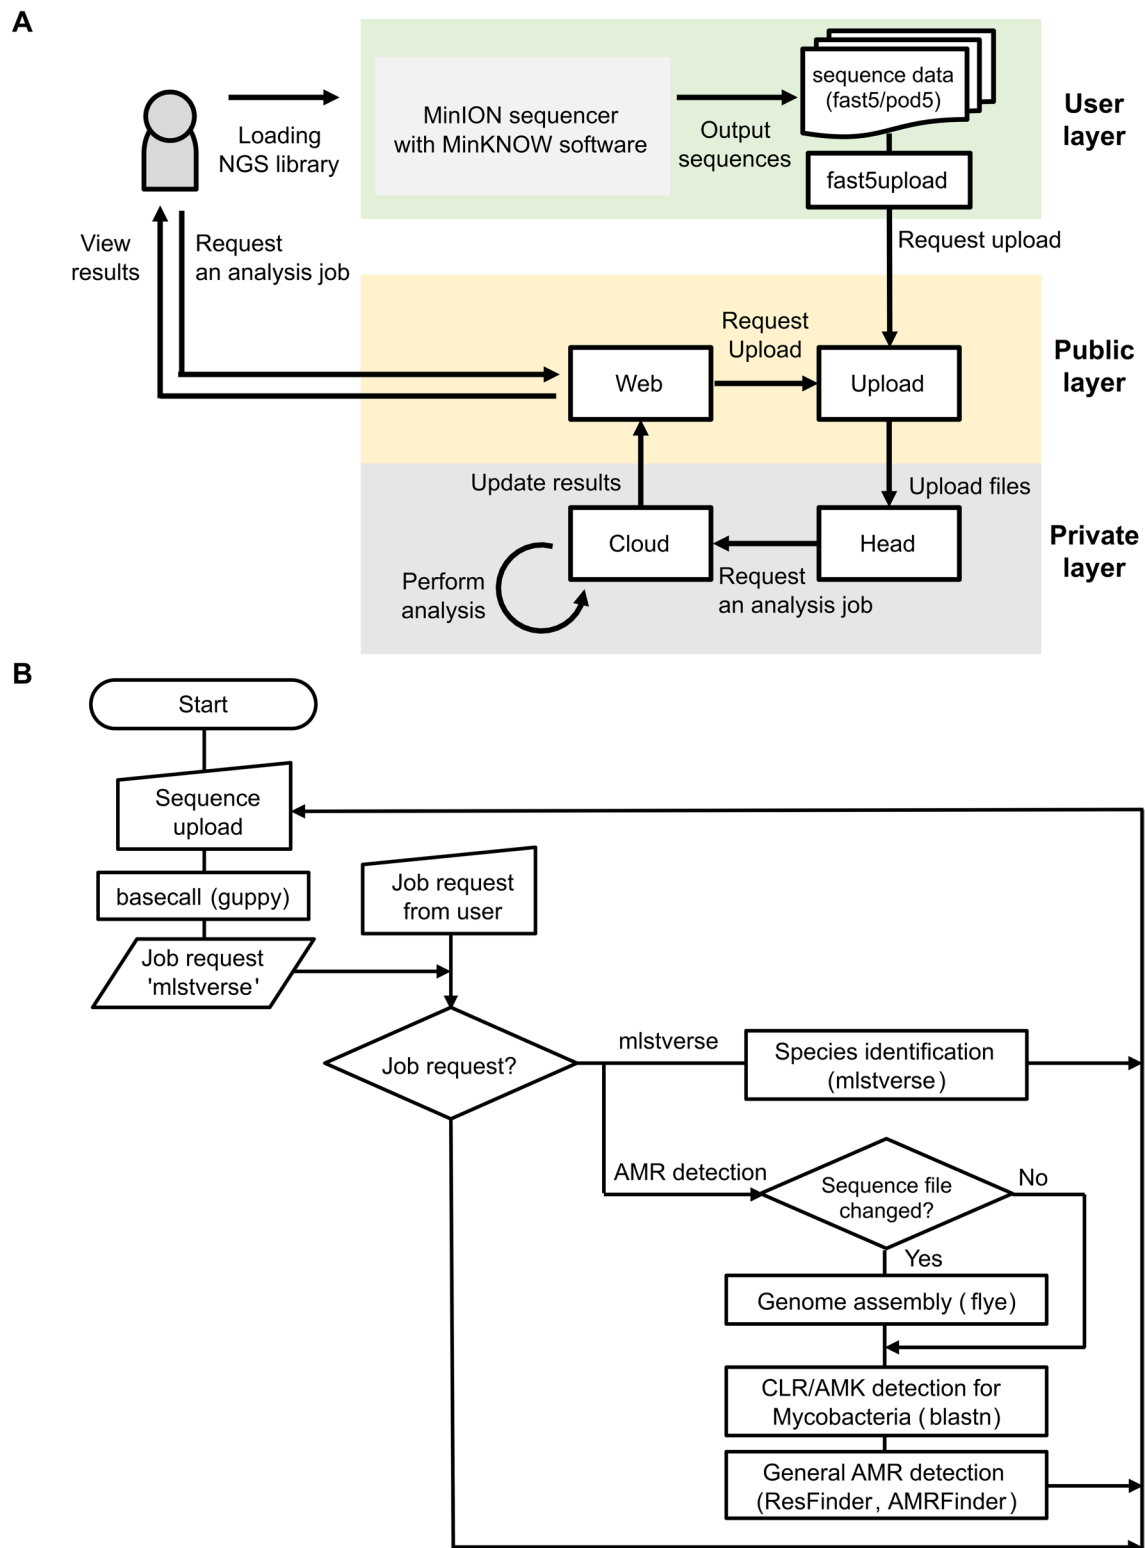 A
Loading
NGS library
MinION sequencer
with MinKNOW software
Output
sequences
sequence data
(fast5/pod5)
fast5upload
User
layer
View
results
Request
an analysis job
Request upload
Request
Upload
Web
Upload
Public
layer
Update results
Upload files
Cloud
Head
Perform
analysis
Request
an analysis job
Private
layer
B
Start
Sequence
upload
basecall (guppy)
Job request
'mlstverse'
Job request
from user
Job request?
mlstverse
Species identification
(mlstverse)
AMR detection
Sequence file
changed?
No
Yes
Genome assembly (flye)
CLR/AMK detection for
Mycobacteria (blastn)
General AMR detection
(ResFinder, AMRFinder)